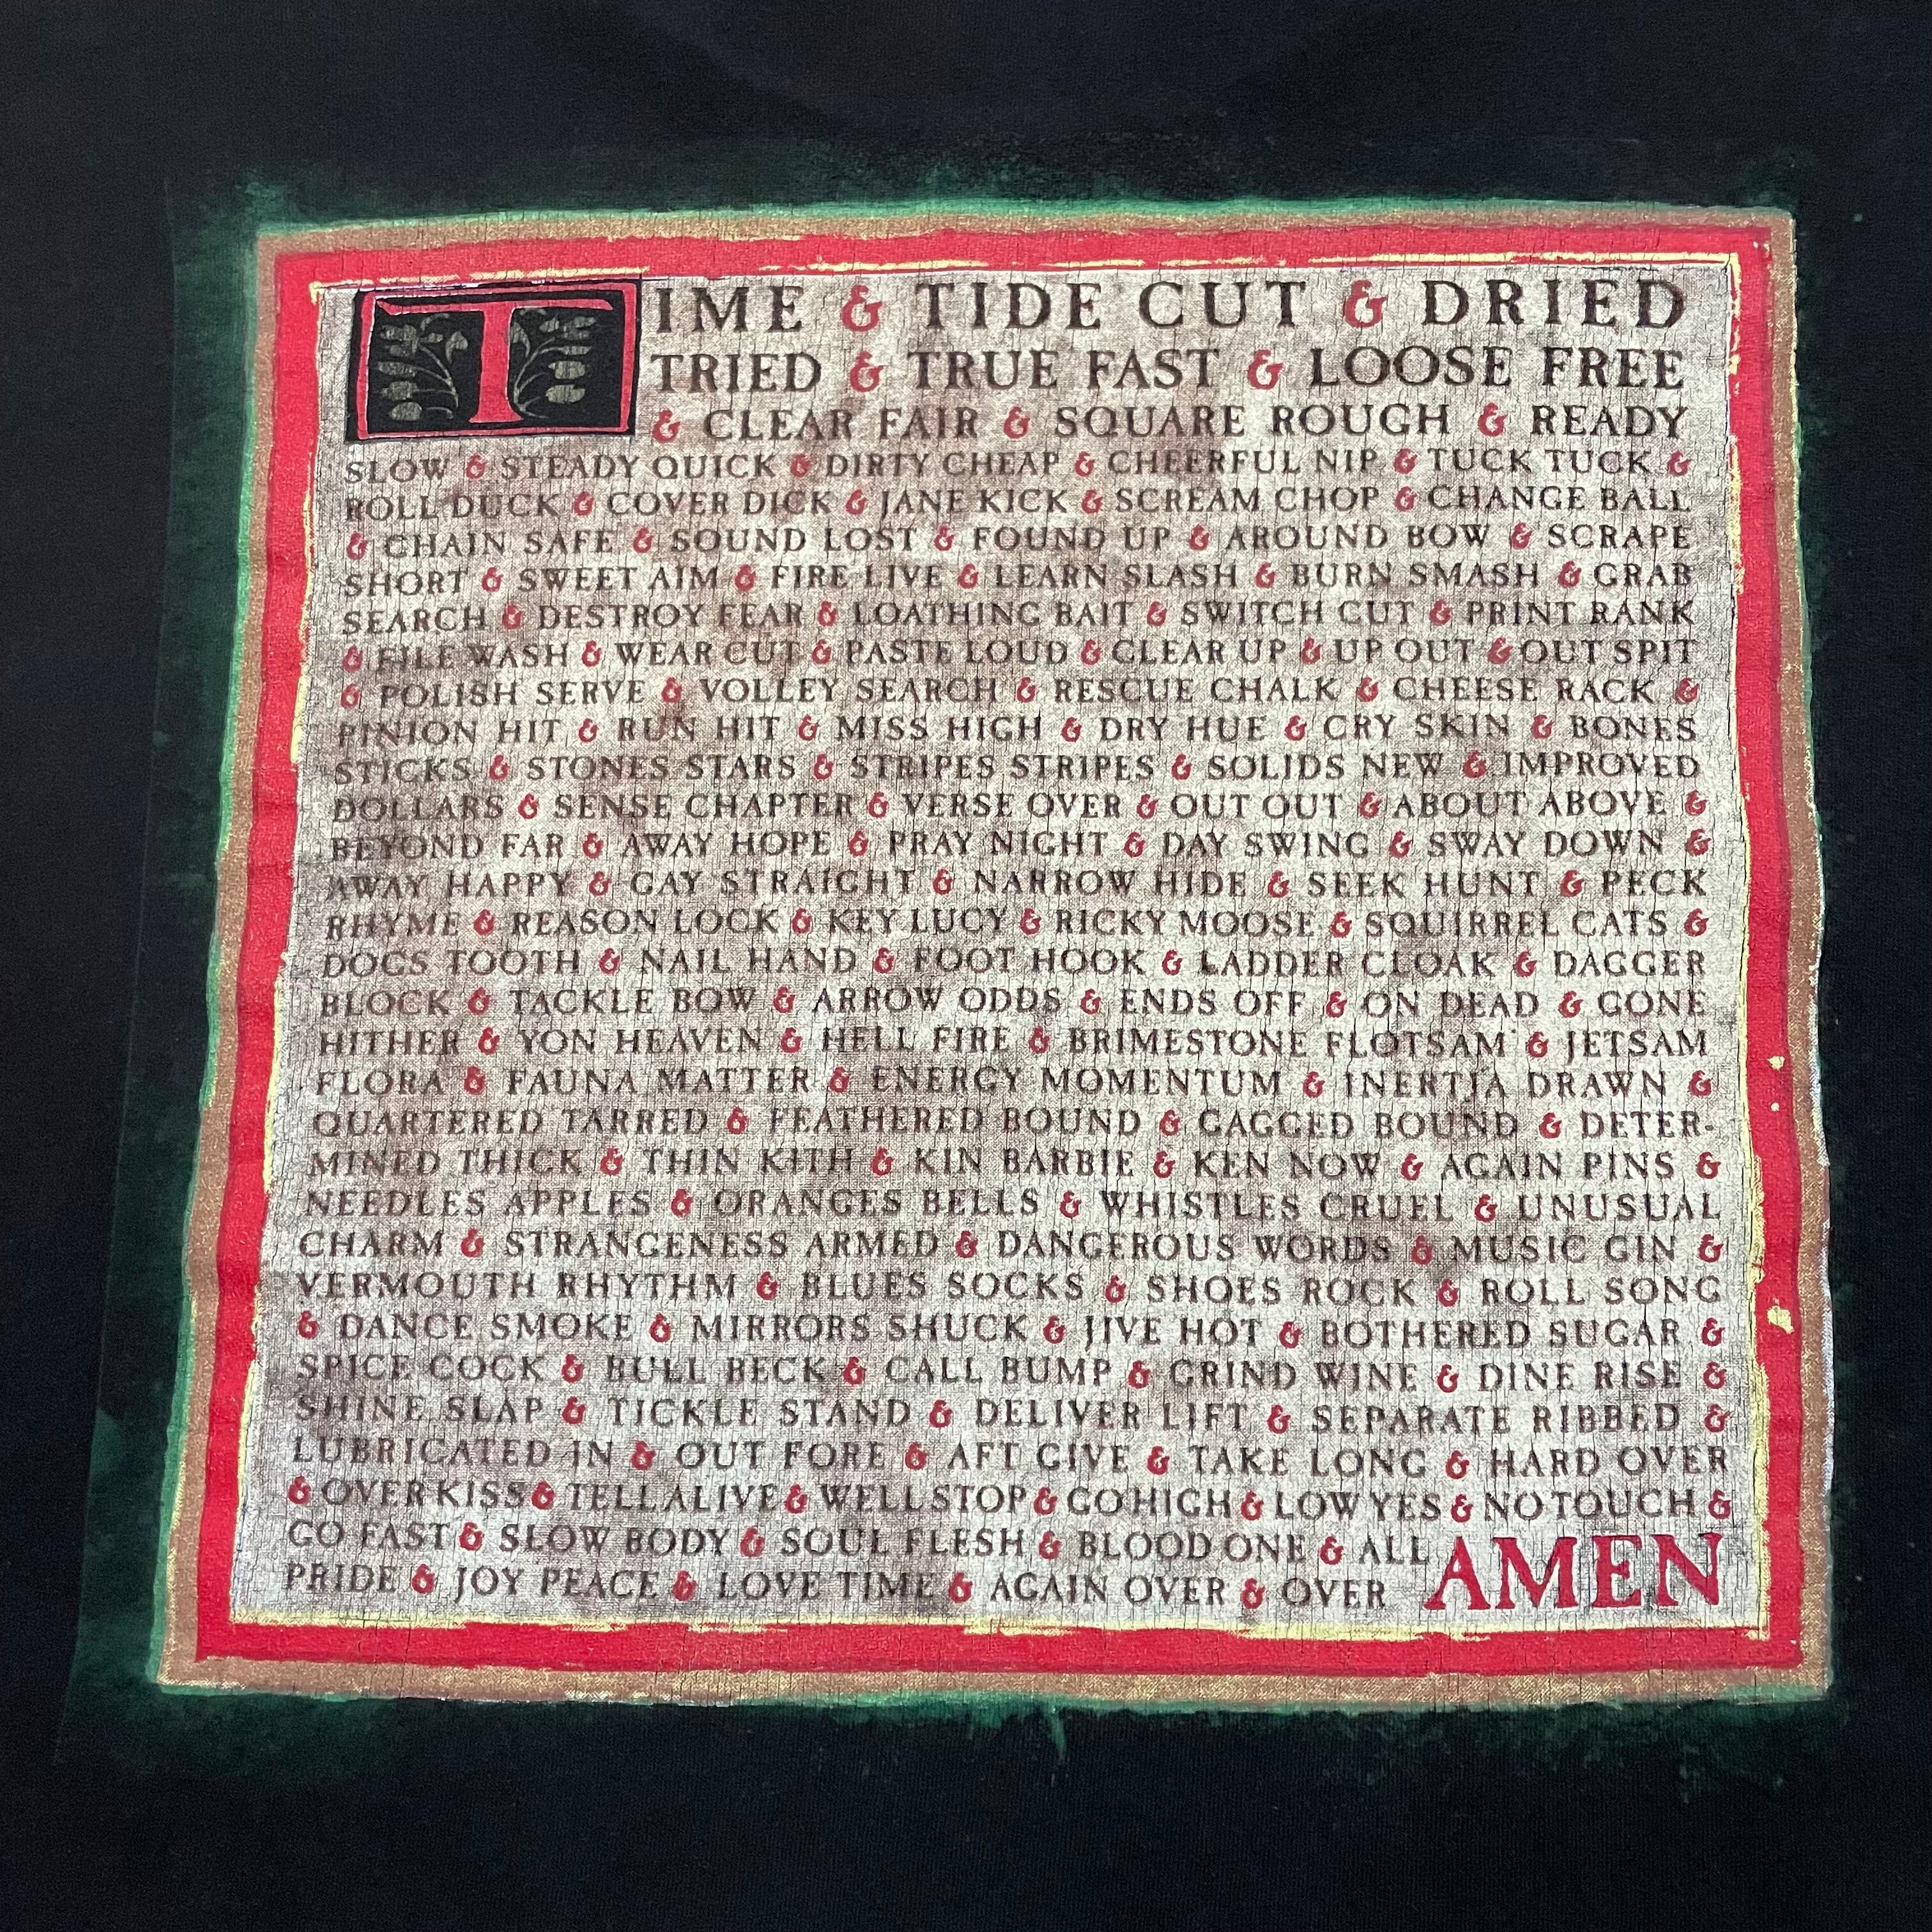 TIME & TIDE CUT & DRIED
TRIED & TRUE FAST & LOOSE FREE
& CLEAR FAIR & SQUARE ROUGH & READY
SLOW & STEADY QUICK & DIRTY CHEAP & CHEERFUL NIP & TUCK TUCK &
ROLL DUCK & COVER DICK & JANE KICK & SCREAM CHOP & CHANGE BALL
& CHAIN SAFE & SOUND LOST & FOUND UP & AROUND BOW & SCRAPE
SHORT & SWEET AIM & FIRE LIVE & LEARN SLASH & BURN SMASH & GRAB
SEARCH & DESTROY FEAR & LOATHING BAIT & SWITCH CUT & PRINT RANK
& FILE WASH & WEAR CUT & PASTE LOUD & CLEAR UP & UP OUT & OUT SPIT
& POLISH SERVE & VOLLEY SEARCH & RESCUE CHALK & CHEESE RACK &
PINION HIT & RUN HIT & MISS HIGH & DRY HUE & CRY SKIN & BONES
STICKS & STONES STARS & STRIPES STRIPES & SOLIDS NEW & IMPROVED
DOLLARS & SENSE CHAPTER & VERSE OVER & OUT OUT & ABOUT ABOVE &
BEYOND FAR & AWAY HOPE & PRAY NIGHT & DAY SWING & SWAY DOWN &
AWAY HAPPY & GAY STRAIGHT & NARROW HIDE & SEEK HUNT & PECK
RHYME & REASON LOCK & KEY LUCY & RICKY MOOSE & SQUIRREL CATS &
DOGS TOOTH & NAIL HAND & FOOT HOOK & LADDER CLOAK & DAGGER
BLOCK & TACKLE BOW & ARROW ODDS & ENDS OFF & ON DEAD & GONE
HITHER & YON HEAVEN & HELL FIRE & BRIMESTONE FLOTSAM & JETSAM
FLORA & FAUNA MATTER & ENERGY MOMENTUM & INERTIA DRAWN &
QUARTERED TARRED & FEATHERED BOUND & GAGGED BOUND & DETER-
MINED THICK & THIN KITH & KIN BARBIE & KEN NOW & AGAIN PINS &
NEEDLES APPLES & ORANGES BELLS & WHISTLES CRUEL & UNUSUAL
CHARM & STRANGENESS ARMED & DANGEROUS WORDS & MUSIC GIN &
VERMOUTH RHYTHM & BLUES SOCKS & SHOES ROCK & ROLL SONG
& DANCE SMOKE & MIRRORS SHUCK & JIVE HOT & BOTHERED SUGAR &
SPICE COCK & BULL BECK & CALL BUMP & GRIND WINE & DINE RISE &
SHINE SLAP & TICKLE STAND & DELIVER LIFT & SEPARATE RIBBED &
LUBRICATED IN & OUT FORE & AFT GIVE & TAKE LONG & HARD OVER
& OVER KISS & TELL ALIVE & WELL STOP & GO HIGH & LOW YES & NO TOUCH &
GO FAST & SLOW BODY & SOUL FLESH & BLOOD ONE & ALL
PRIDE & JOY PEACE & LOVE TIME & AGAIN OVER & OVER AMEN